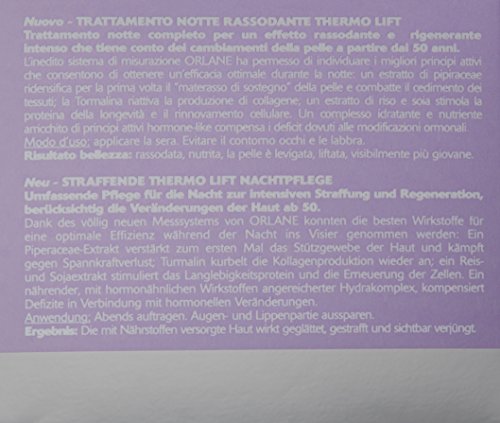 Nuovo - TRATTAMENTO NOTTE RASSODANTE THERMO LIFT
Trattamento notte completo per un effetto rassodante e rigenerante
intenso che tiene conto dei cambiamenti della pelle a partire dai 50 anni.
L'inedito sistema di misurazione ORLANE ha permesso di individuare i migliori principi attivi
che consentono di ottenere un'efficacia ottimale durante la notte: un estratto di pipiraceae
ridensifica per la prima volta il "materasso di sostegno" della pelle e combatte il cedimento dei
tessuti; la Tormalina riattiva la produzione di collagene; un estratto di riso e soia stimola la
proteina della longevità e il rinnovamento cellulare. Un complesso idratante e nutriente
arricchito di principi attivi hormone-like compensa i deficit dovuti alle modificazioni ormonali.
Modo d'uso: applicare la sera. Evitare il contorno occhi e le labbra.
Risultato bellezza: rassodata, nutrita, la pelle è levigata, liftata, visibilmente più giovane.
Neu - STRAFFENDE THERMO LIFT NACHTPFLEGE
Umfassende Pflege für die Nacht zur intensiven Straffung und Regeneration,
berücksichtig die Veränderungen der Haut ab 50.
Dank des völlig neuen Messsystems von ORLANE konnten die besten Wirkstoffe für
eine optimale Effizienz während der Nacht ins Visier genommen werden: Ein
Piperaceae-Extrakt verstärkt zum ersten Mal das Stützgewebe der Haut und kämpft
gegen Spannkraftverlust; Turmalin kurbelt die Kollagenproduktion wieder an; ein Reis-
und Sojaextrakt stimuliert das Langlebigkeitsprotein und die Erneuerung der Zellen. Ein
nährender, mit hormonähnlichen Wirkstoffen angereicherter Hydrakomplex, kompensiert
Defizite in Verbindung mit hormonellen Veränderungen.
Anwendung: Abends auftragen. Augen- und Lippenpartie aussparen.
Ergebnis: Die mit Nährstoffen versorgte Haut wirkt geglättet, gestrafft und sichtbar verjüngt.